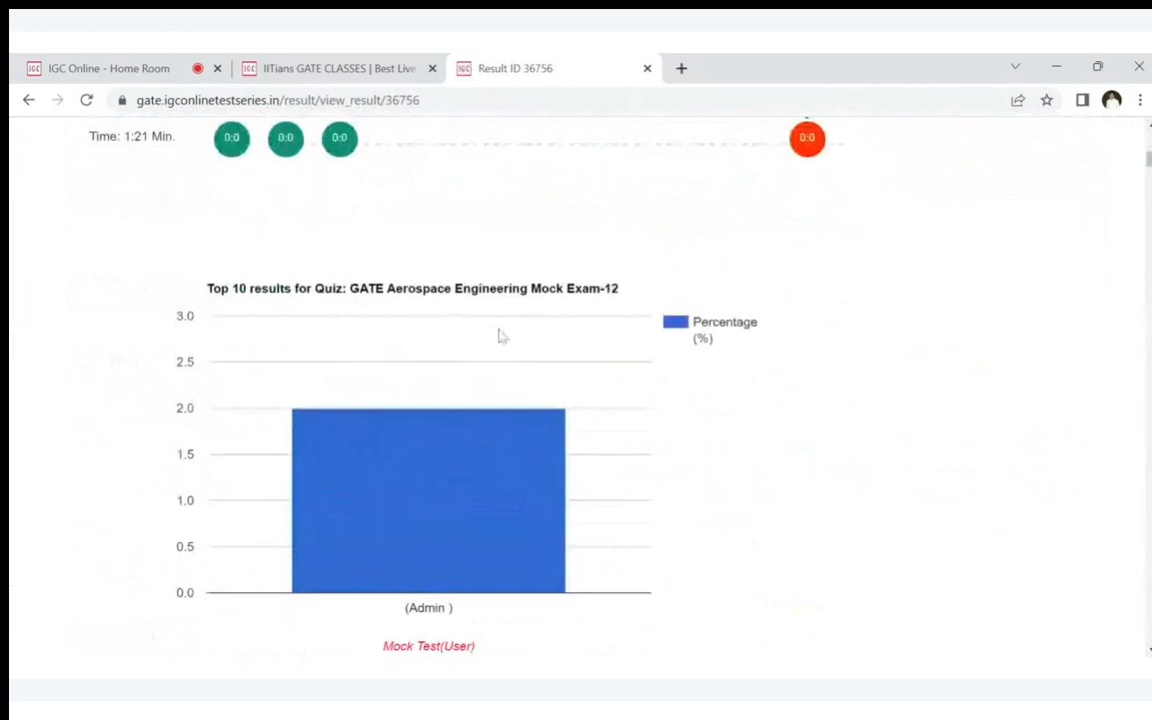 IGC IGC Online - Home Room IGC IITians GATE CLASSES | Best Live IGC Result ID 36756
gate.igconlinetestseries.in/result/view_result/36756
Time: 1:21 Min. 0:0 0:0 0:0 0:0
Top 10 results for Quiz: GATE Aerospace Engineering Mock Exam-12
3.0
Percentage
(%)
2.5
2.0
1.5
1.0
0.5
0.0
(Admin )
Mock Test(User)